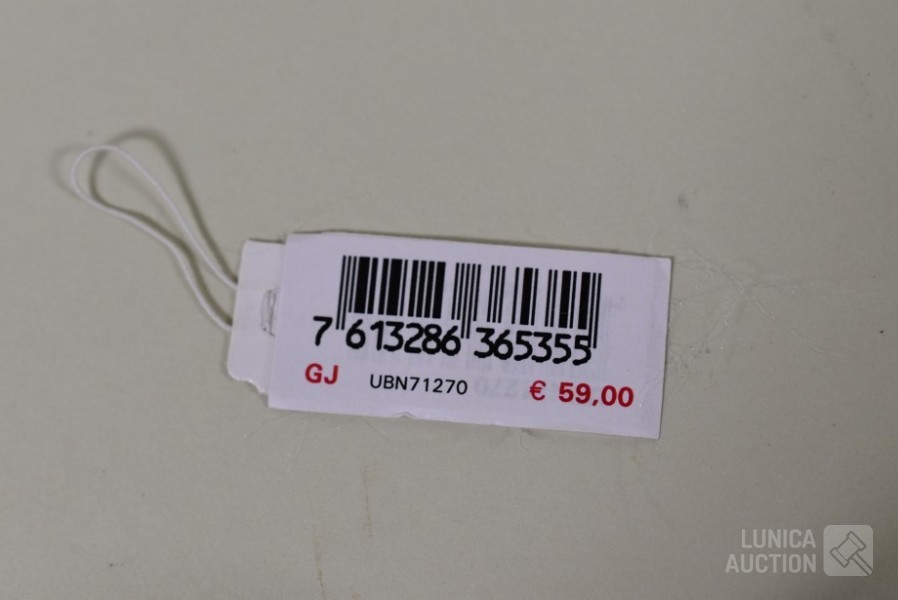 7 613286 365355
GJ UBN71270 € 59,00
LUNICA
AUCTION